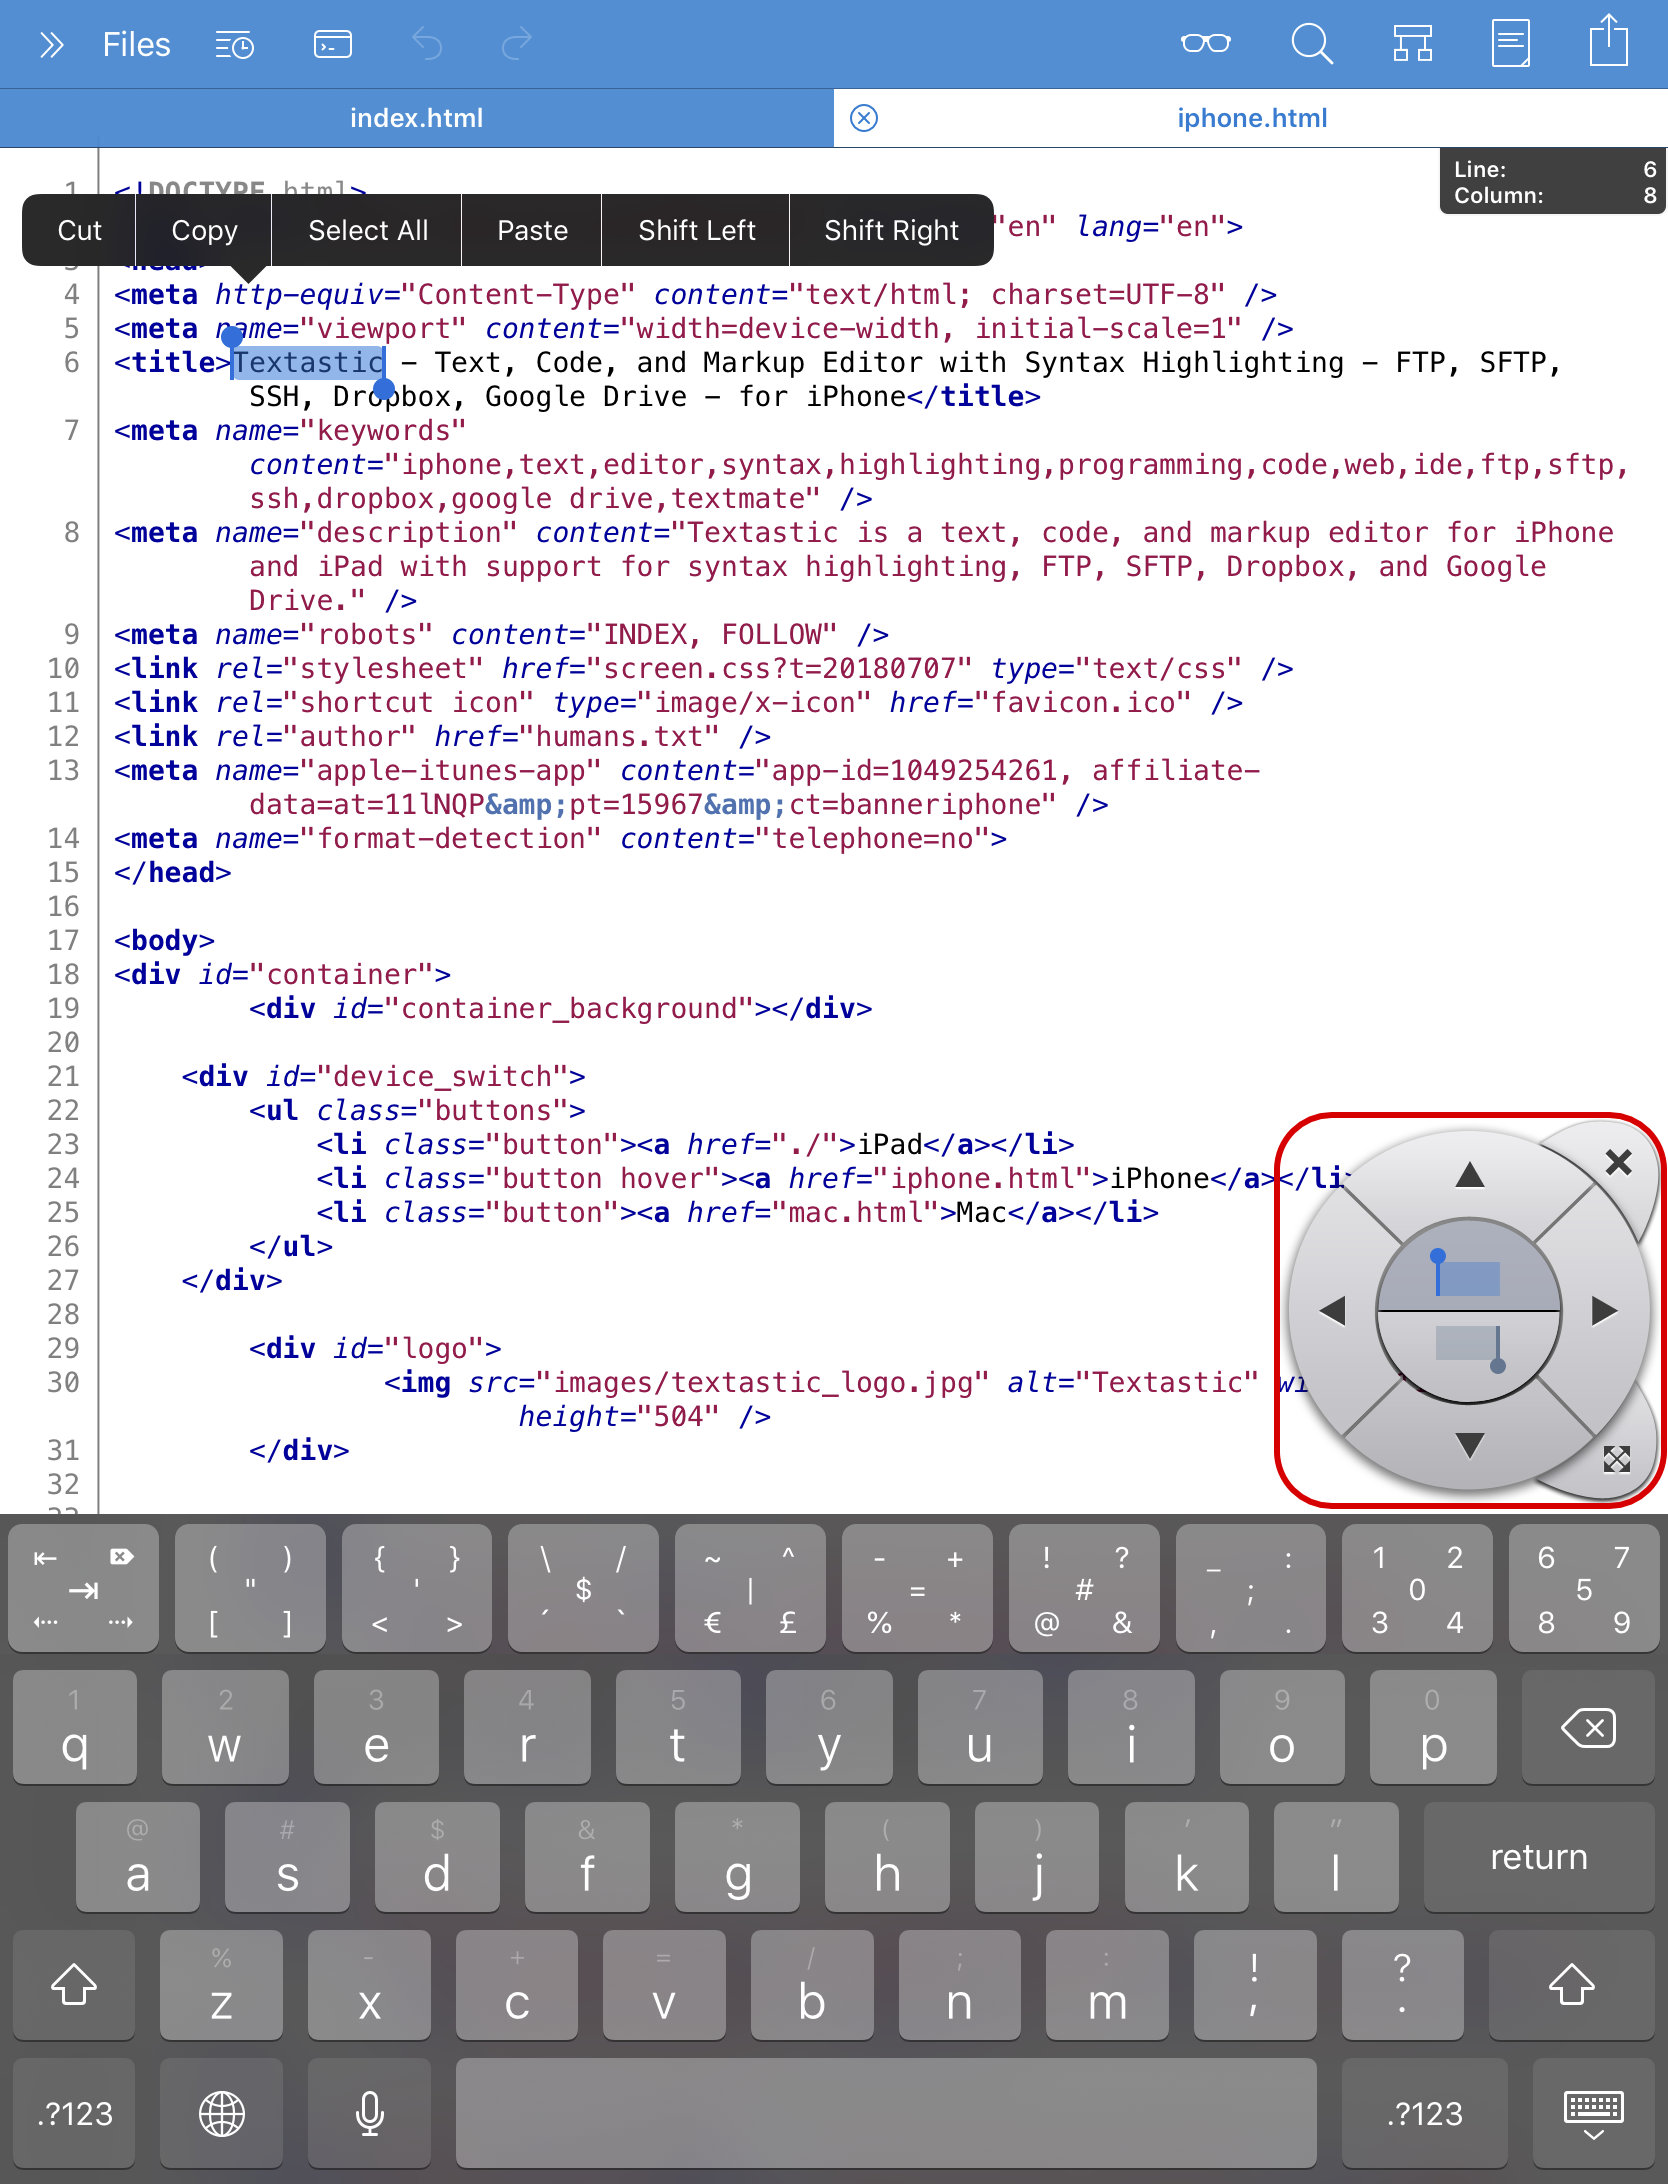 Files
index.html
iphone.html
Line: 6
Column: 8
1 <!DOCTYPE html>
Cut Copy Select All Paste Shift Left Shift Right
"en" lang="en">
3 <head>
4 <meta http-equiv="Content-Type" content="text/html; charset=UTF-8" />
5 <meta name="viewport" content="width=device-width, initial-scale=1" />
6 <title>Textastic – Text, Code, and Markup Editor with Syntax Highlighting – FTP, SFTP,
SSH, Dropbox, Google Drive – for iPhone</title>
7 <meta name="keywords"
content="iphone,text,editor,syntax,highlighting,programming,code,web,ide,ftp,sftp,
ssh,dropbox,google drive,textmate" />
8 <meta name="description" content="Textastic is a text, code, and markup editor for iPhone
and iPad with support for syntax highlighting, FTP, SFTP, Dropbox, and Google
Drive." />
9 <meta name="robots" content="INDEX, FOLLOW" />
10 <link rel="stylesheet" href="screen.css?t=20180707" type="text/css" />
11 <link rel="shortcut icon" type="image/x-icon" href="favicon.ico" />
12 <link rel="author" href="humans.txt" />
13 <meta name="apple-itunes-app" content="app-id=1049254261, affiliate-
data=at=11lNQP&amp;pt=15967&amp;ct=banneriphone" />
14 <meta name="format-detection" content="telephone=no">
15 </head>
16
17 <body>
18 <div id="container">
19 <div id="container_background"></div>
20
21 <div id="device_switch">
22 <ul class="buttons">
23 <li class="button"><a href="./">iPad</a></li>
24 <li class="button hover"><a href="iphone.html">iPhone</a></li>
25 <li class="button"><a href="mac.html">Mac</a></li>
26 </ul>
27 </div>
28
29 <div id="logo">
30 <img src="images/textastic_logo.jpg" alt="Textastic"
height="504" />
31 </div>
32
( ) { } \ / ~ ^ - + ! ? _ : 1 2 6 7
" ' $ | = # ; 0 5
[ ] < > ´ ` € £ % * @ & , . 3 4 8 9
1 2 3 4 5 6 7 8 9 0
q w e r t y u i o p
@ # $ & * ( ) ' "
a s d f g h j k l return
% - + = / ; : ! ?
z x c v b n m , .
.?123 .?123